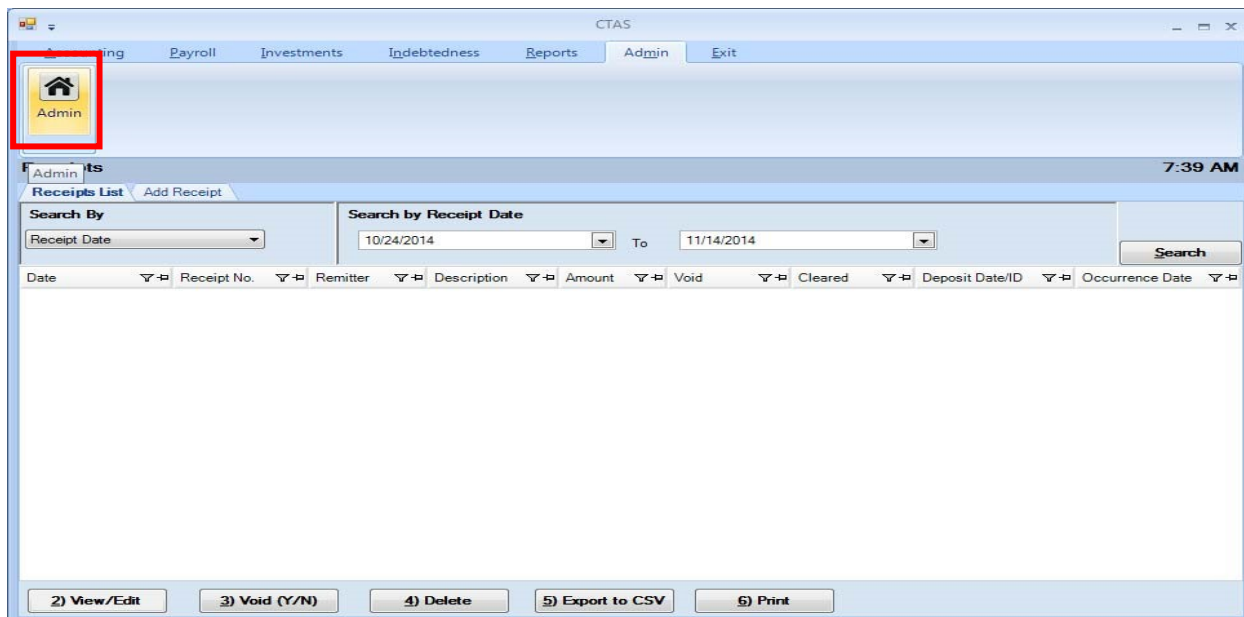 CTAS
Payroll Investments Indebtedness Reports Admin Exit
Admin
Admin
7:39 AM
Receipts List Add Receipt
Search By Search by Receipt Date
Receipt Date 10/24/2014 To 11/14/2014
Search
Date Receipt No. Remitter Description Amount Void Cleared Deposit Date/ID Occurrence Date
2) View/Edit 3) Void (Y/N) 4) Delete 5) Export to CSV 6) Print